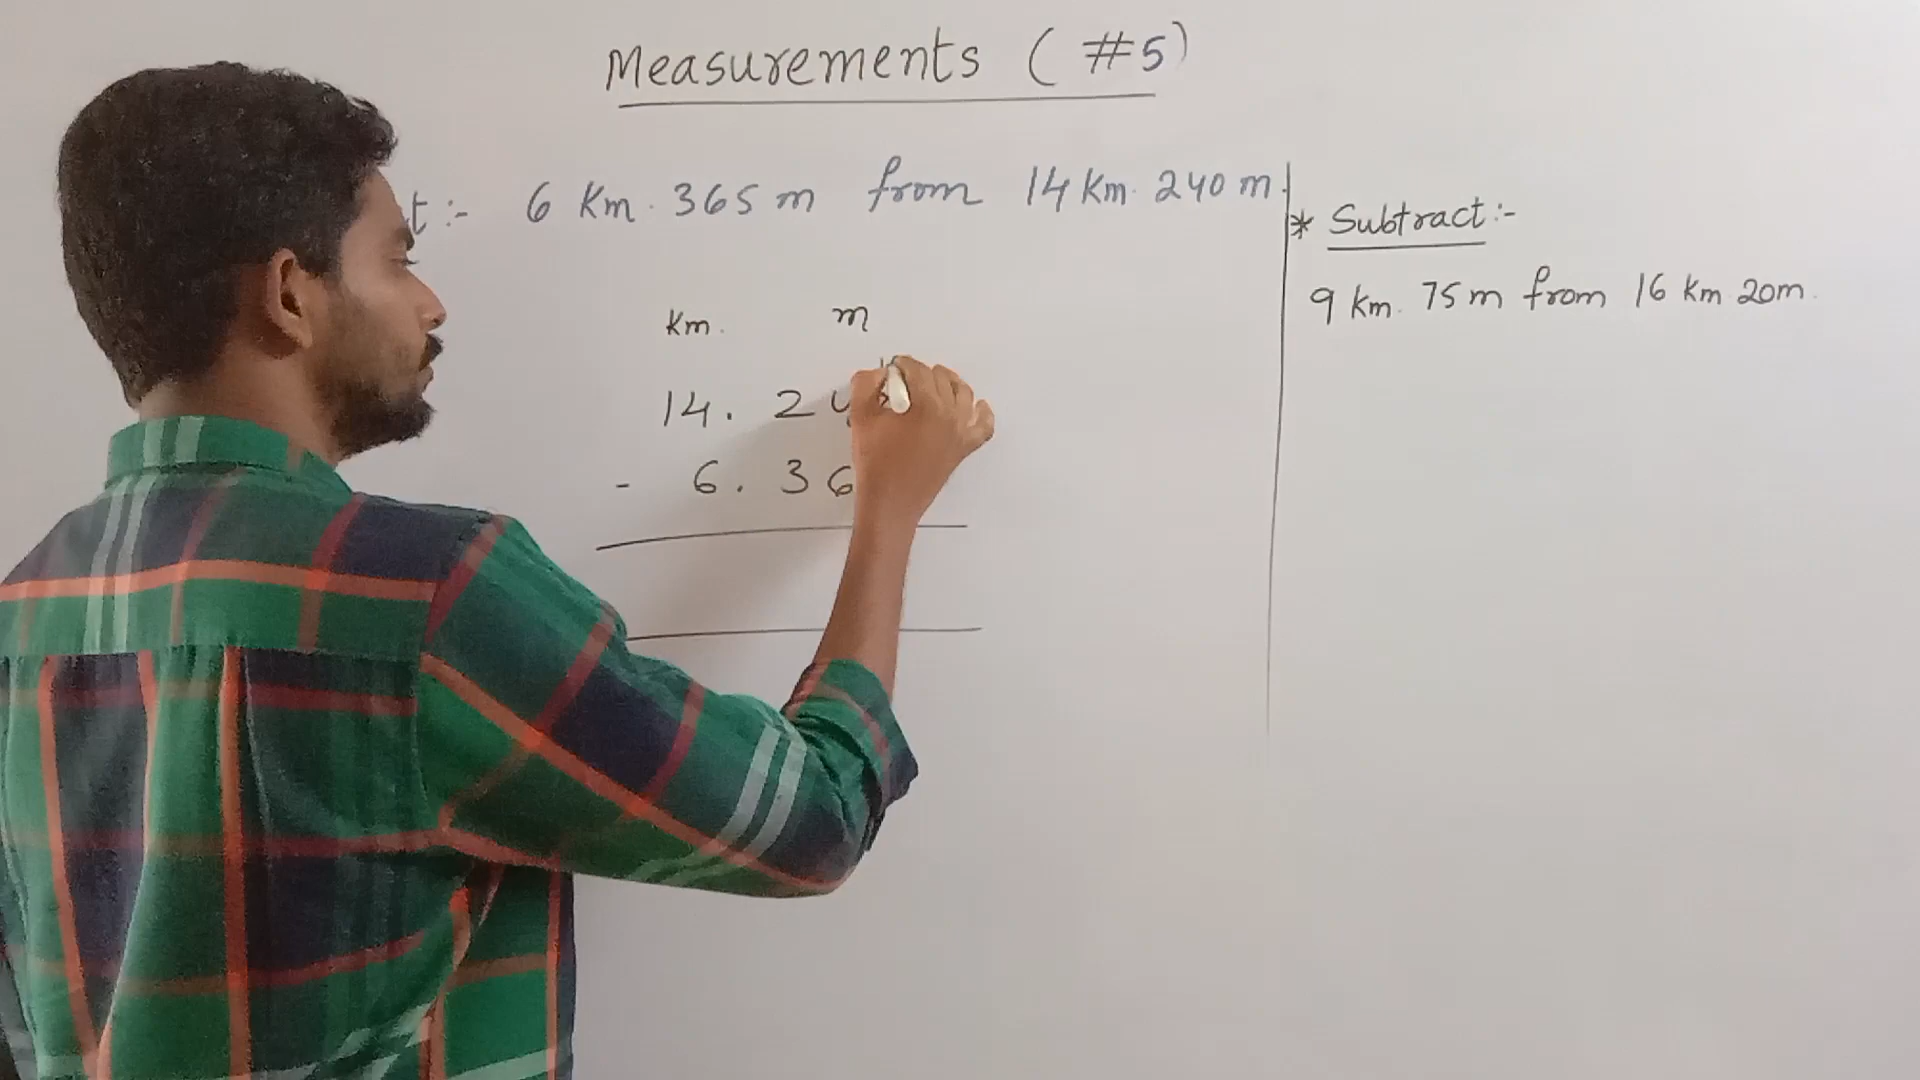 Measurements (#5)
t:- 6 Km. 365 m from 14 Km. 240 m.
* Subtract:-
9 Km. 75 m from 16 Km 20m.
Km. m
14. 2
- 6. 36